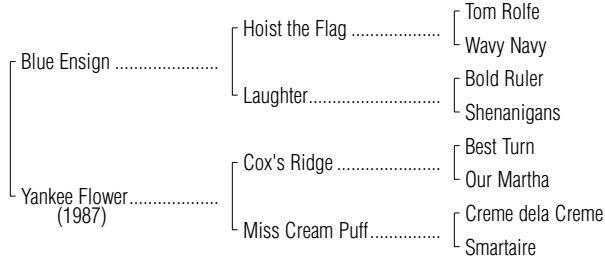 Tom Rolfe
Hoist the Flag ....................
Wavy Navy
Blue Ensign .......................
Bold Ruler
Laughter.............................
Shenanigans
Best Turn
Cox's Ridge .......................
Our Martha
Yankee Flower....................
(1987)
Creme dela Creme
Miss Cream Puff................
Smartaire